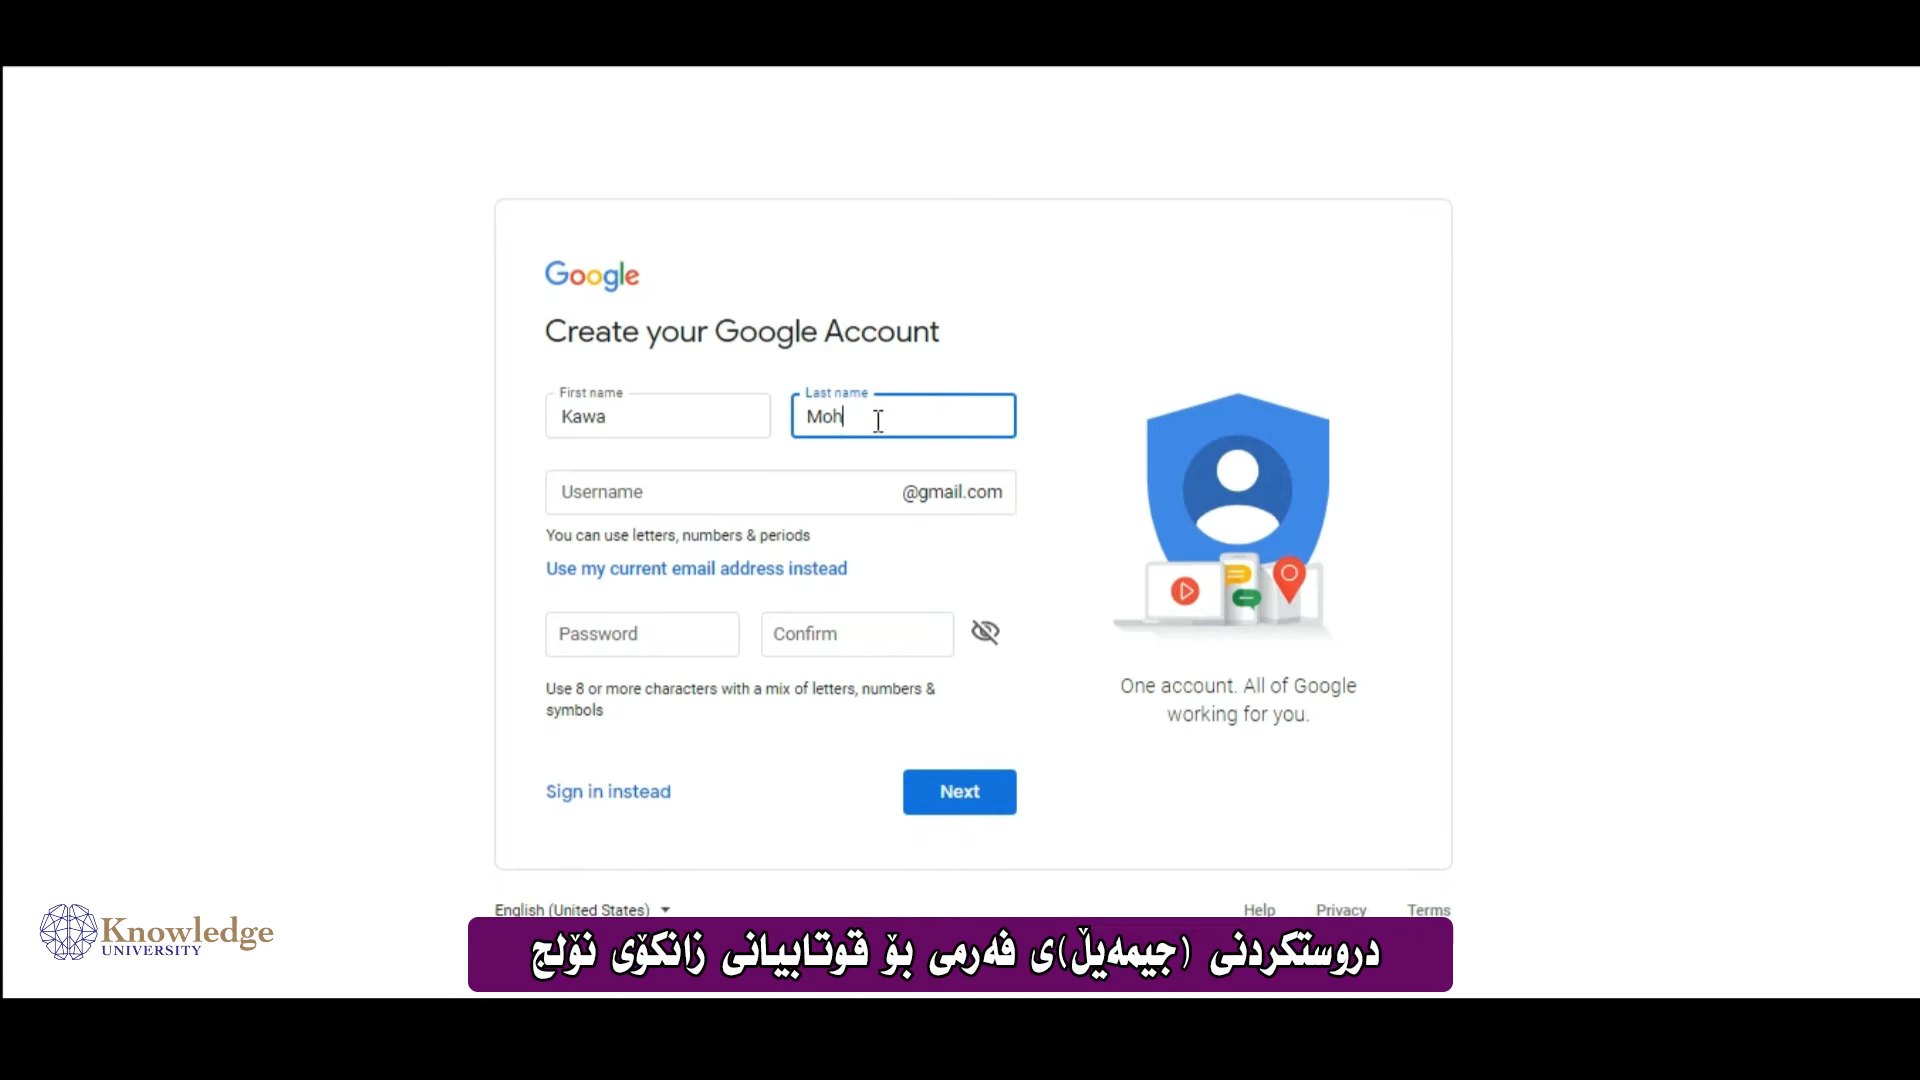 Google
Create your Google Account
First name
Last name
Kawa
Moh
Username
@gmail.com
You can use letters, numbers & periods
Use my current email address instead
Password
Confirm
Use 8 or more characters with a mix of letters, numbers &
symbols
Sign in instead
Next
One account. All of Google
working for you.
English (United States)
Help
Privacy
Terms
Knowledge
UNIVERSITY
دروستکردنی (جیمەیڵ)ی فەرمی بۆ قوتابیانی زانکۆی نۆلج